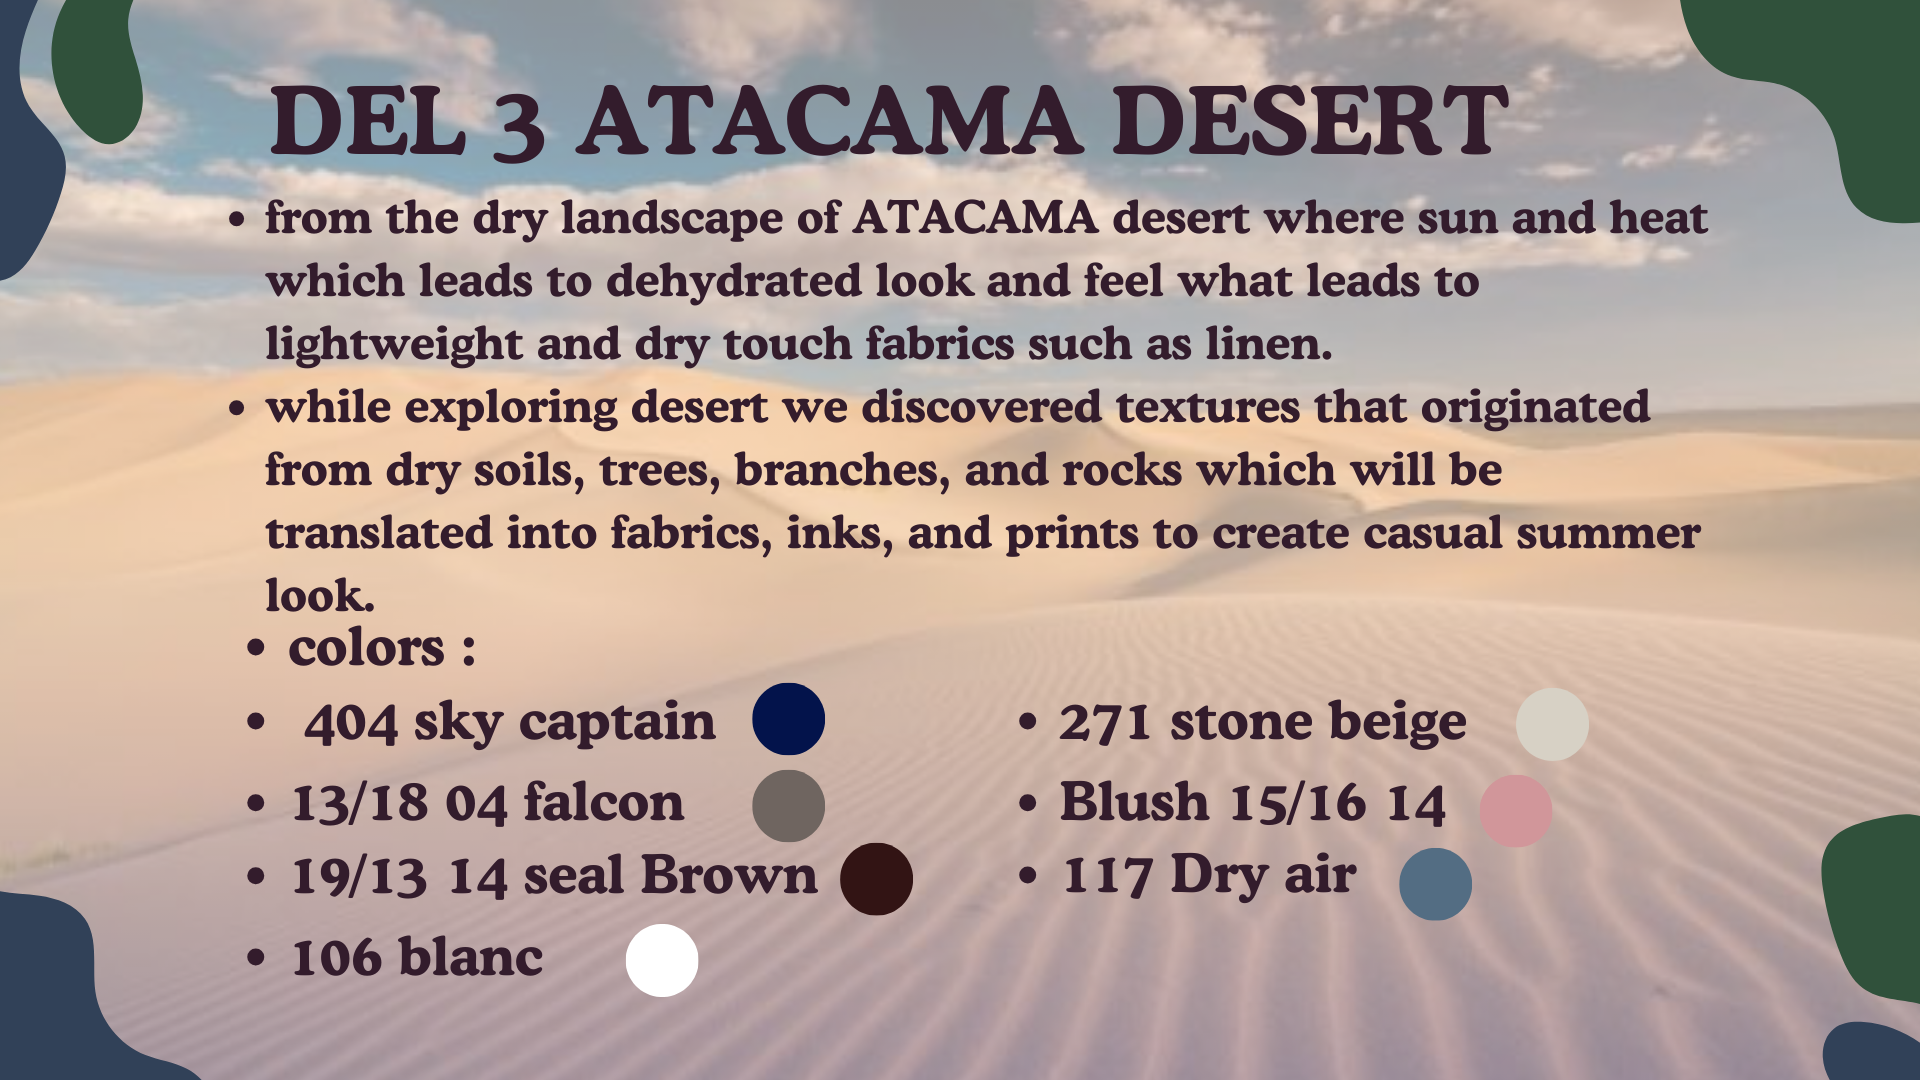 DEL 3 ATACAMA DESERT
• from the dry landscape of ATACAMA desert where sun and heat
which leads to dehydrated look and feel what leads to
lightweight and dry touch fabrics such as linen.
• while exploring desert we discovered textures that originated
from dry soils, trees, branches, and rocks which will be
translated into fabrics, inks, and prints to create casual summer
look.
• colors :
• 404 sky captain
• 13/18 04 falcon
• 19/13 14 seal Brown
• 106 blanc
• 271 stone beige
• Blush 15/16 14
• 117 Dry air